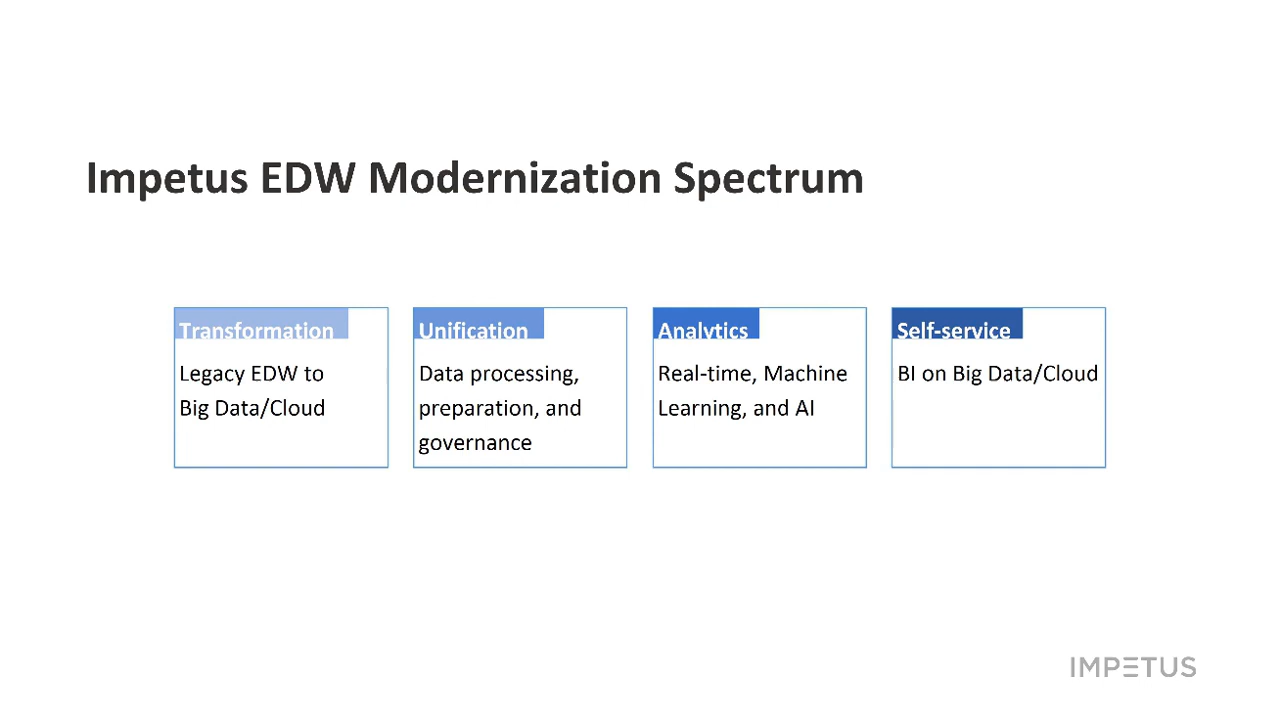 Impetus EDW Modernization Spectrum
Transformation
Legacy EDW to
Big Data/Cloud
Unification
Data processing,
preparation, and
governance
Analytics
Real-time, Machine
Learning, and AI
Self-service
BI on Big Data/Cloud
IMPETUS